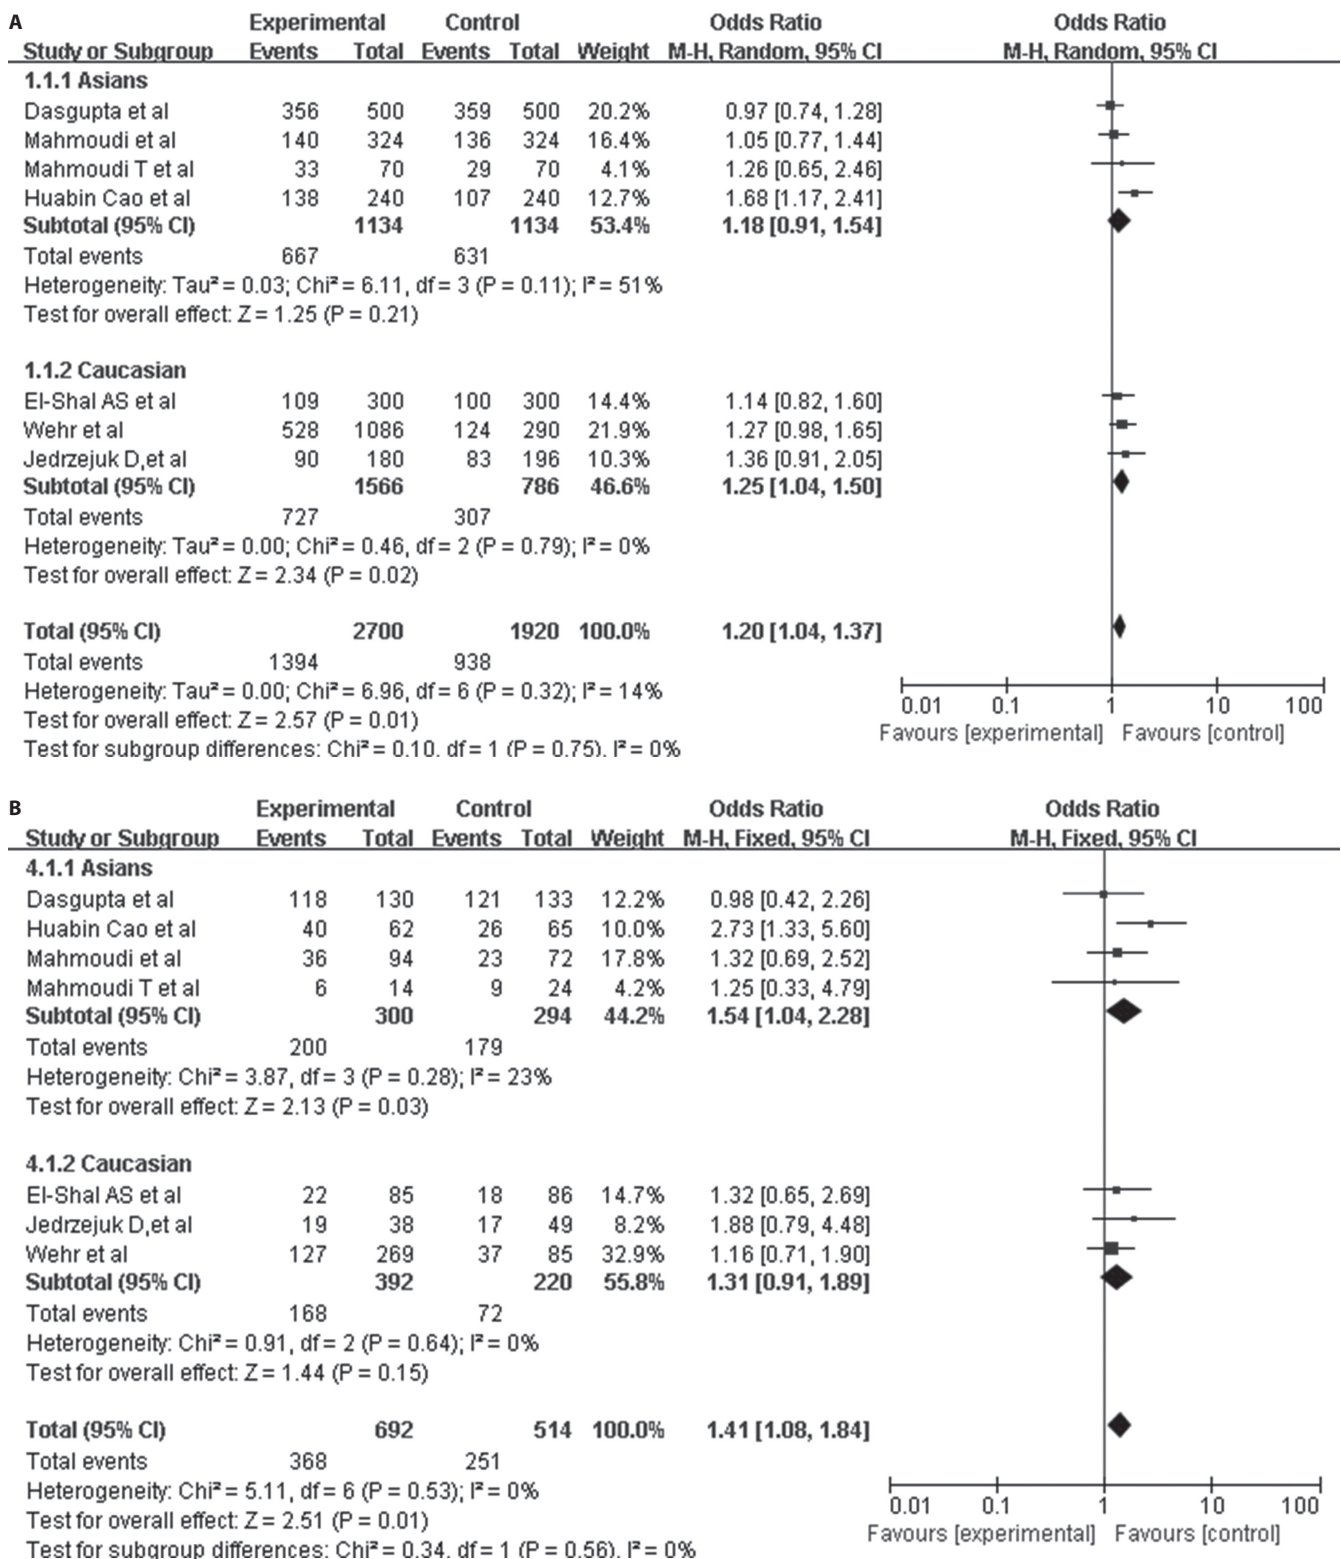 A
Experimental Control Odds Ratio Odds Ratio
Study or Subgroup Events Total Events Total Weight M-H, Random, 95% CI M-H, Random, 95% CI
1.1.1 Asians
Dasgupta et al 356 500 359 500 20.2% 0.97 [0.74, 1.28]
Mahmoudi et al 140 324 136 324 16.4% 1.05 [0.77, 1.44]
Mahmoudi T et al 33 70 29 70 4.1% 1.26 [0.65, 2.46]
Huabin Cao et al 138 240 107 240 12.7% 1.68 [1.17, 2.41]
Subtotal (95% CI) 1134 1134 53.4% 1.18 [0.91, 1.54]
Total events 667 631
Heterogeneity: Tau² = 0.03; Chi² = 6.11, df = 3 (P = 0.11); I² = 51%
Test for overall effect: Z = 1.25 (P = 0.21)
1.1.2 Caucasian
El-Shal AS et al 109 300 100 300 14.4% 1.14 [0.82, 1.60]
Wehr et al 528 1086 124 290 21.9% 1.27 [0.98, 1.65]
Jedrzejuk D,et al 90 180 83 196 10.3% 1.36 [0.91, 2.05]
Subtotal (95% CI) 1566 786 46.6% 1.25 [1.04, 1.50]
Total events 727 307
Heterogeneity: Tau² = 0.00; Chi² = 0.46, df = 2 (P = 0.79); I² = 0%
Test for overall effect: Z = 2.34 (P = 0.02)
Total (95% CI) 2700 1920 100.0% 1.20 [1.04, 1.37]
Total events 1394 938
Heterogeneity: Tau² = 0.00; Chi² = 6.96, df = 6 (P = 0.32); I² = 14%
Test for overall effect: Z = 2.57 (P = 0.01)
Test for subgroup differences: Chi² = 0.10, df = 1 (P = 0.75), I² = 0%
0.01 0.1 1 10 100
Favours [experimental] Favours [control]
B
Experimental Control Odds Ratio Odds Ratio
Study or Subgroup Events Total Events Total Weight M-H, Fixed, 95% CI M-H, Fixed, 95% CI
4.1.1 Asians
Dasgupta et al 118 130 121 133 12.2% 0.98 [0.42, 2.26]
Huabin Cao et al 40 62 26 65 10.0% 2.73 [1.33, 5.60]
Mahmoudi et al 36 94 23 72 17.8% 1.32 [0.69, 2.52]
Mahmoudi T et al 6 14 9 24 4.2% 1.25 [0.33, 4.79]
Subtotal (95% CI) 300 294 44.2% 1.54 [1.04, 2.28]
Total events 200 179
Heterogeneity: Chi² = 3.87, df = 3 (P = 0.28); I² = 23%
Test for overall effect: Z = 2.13 (P = 0.03)
4.1.2 Caucasian
El-Shal AS et al 22 85 18 86 14.7% 1.32 [0.65, 2.69]
Jedrzejuk D,et al 19 38 17 49 8.2% 1.88 [0.79, 4.48]
Wehr et al 127 269 37 85 32.9% 1.16 [0.71, 1.90]
Subtotal (95% CI) 392 220 55.8% 1.31 [0.91, 1.89]
Total events 168 72
Heterogeneity: Chi² = 0.91, df = 2 (P = 0.64); I² = 0%
Test for overall effect: Z = 1.44 (P = 0.15)
Total (95% CI) 692 514 100.0% 1.41 [1.08, 1.84]
Total events 368 251
Heterogeneity: Chi² = 5.11, df = 6 (P = 0.53); I² = 0%
Test for overall effect: Z = 2.51 (P = 0.01)
Test for subgroup differences: Chi² = 0.34, df = 1 (P = 0.56), I² = 0%
0.01 0.1 1 10 100
Favours [experimental] Favours [control]